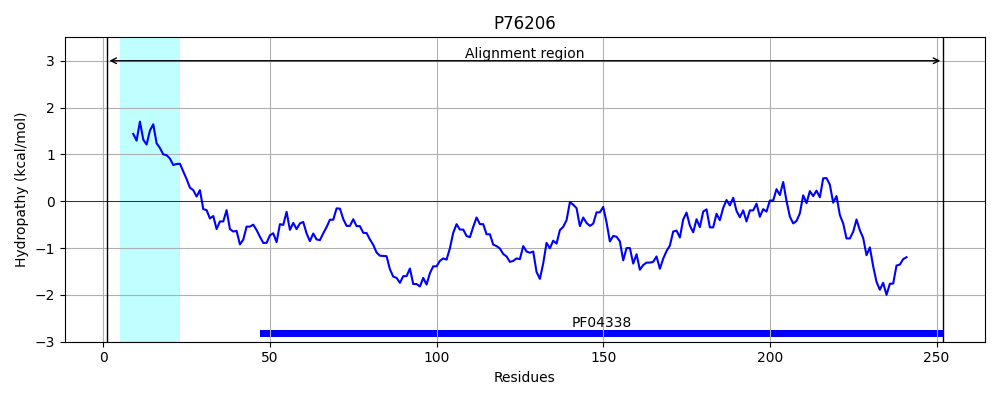 P76206
Alignment region
3
2
1
0
−1
−2
−3
Hydropathy (kcal/mol)
PF04338
0 50 100 150 200 250
Residues